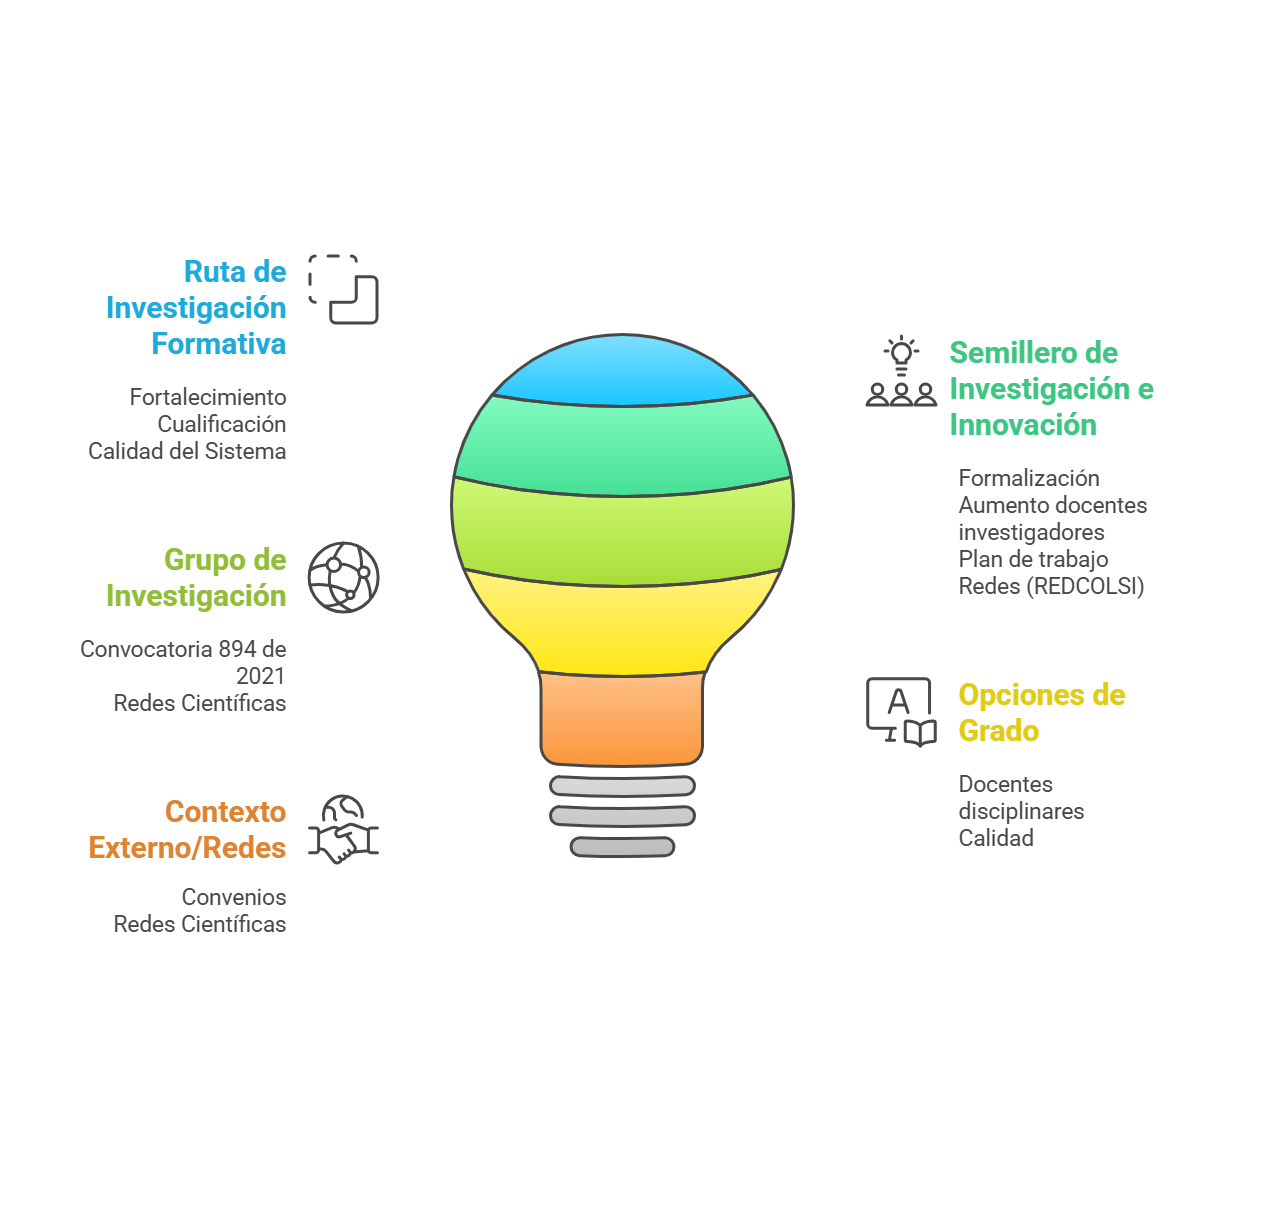 Ruta de
Investigación
Formativa
Fortalecimiento
Cualificación
Calidad del Sistema
Grupo de
Investigación
Convocatoria 894 de
2021
Redes Científicas
Contexto
Externo/Redes
Convenios
Redes Científicas
Semillero de
Investigación e
Innovación
Formalización
Aumento docentes
investigadores
Plan de trabajo
Redes (REDCOLSI)
A
Opciones de
Grado
Docentes
disciplinares
Calidad